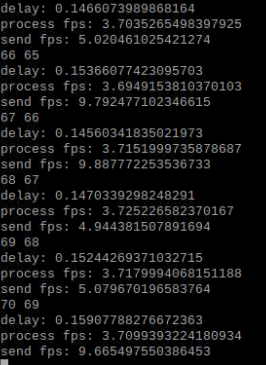 delay: 0.1466073989868164
process fps: 3.7035265498397925
send fps: 5.020461025421274
66 65
delay: 0.15366077423095703
process fps: 3.6949153810370103
send fps: 9.792477102346615
67 66
delay: 0.14560341835021973
process fps: 3.7151999735878687
send fps: 9.887772253536733
68 67
delay: 0.1470339298248291
process fps: 3.725226582370167
send fps: 4.944381507891694
69 68
delay: 0.15244269371032715
process fps: 3.7179994068151188
send fps: 5.079670196583764
70 69
delay: 0.15907788276672363
process fps: 3.7099393224180934
send fps: 9.665497550386453